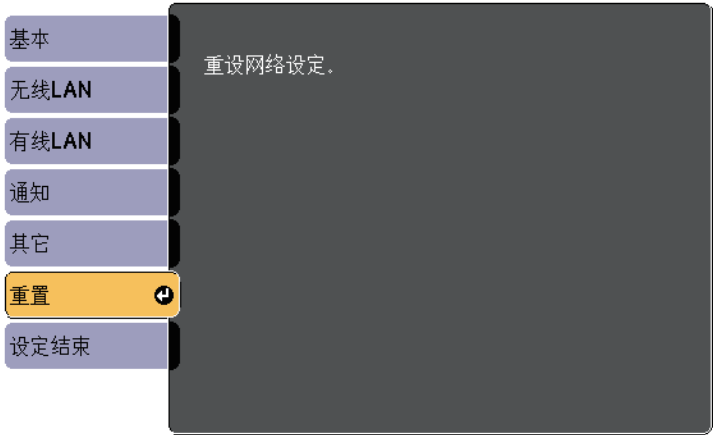 基本
无线LAN
有线LAN
通知
其它
重置
设定结束
重设网络设定.